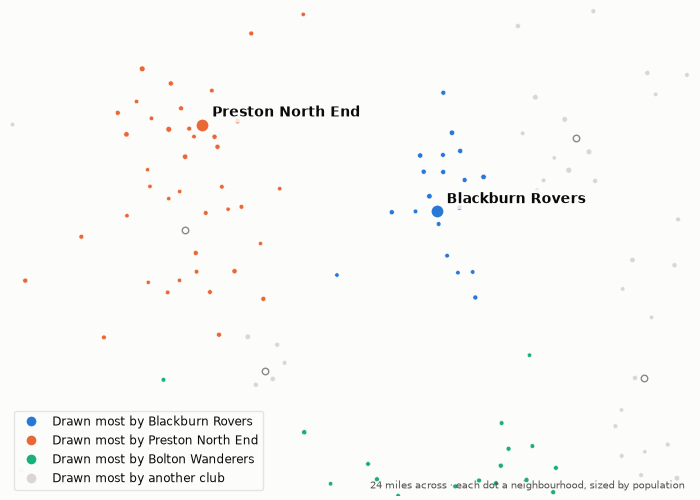 Preston North End
Blackburn Rovers
Drawn most by Blackburn Rovers
Drawn most by Preston North End
Drawn most by Bolton Wanderers
Drawn most by another club
24 miles across · each dot a neighbourhood, sized by population